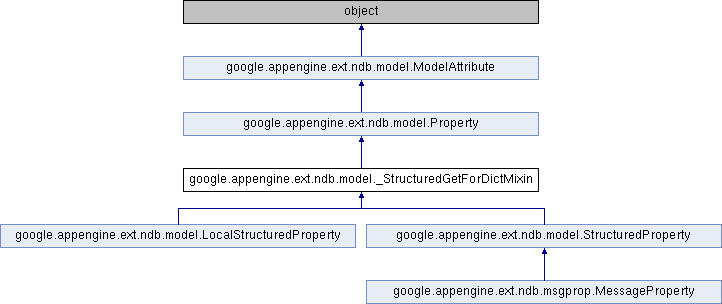 object
google.appengine.ext.ndb.model.ModelAttribute
google.appengine.ext.ndb.model.Property
google.appengine.ext.ndb.model._StructuredGetForDictMixin
google.appengine.ext.ndb.model.LocalStructuredProperty
google.appengine.ext.ndb.model.StructuredProperty
google.appengine.ext.ndb.msgprop.MessageProperty